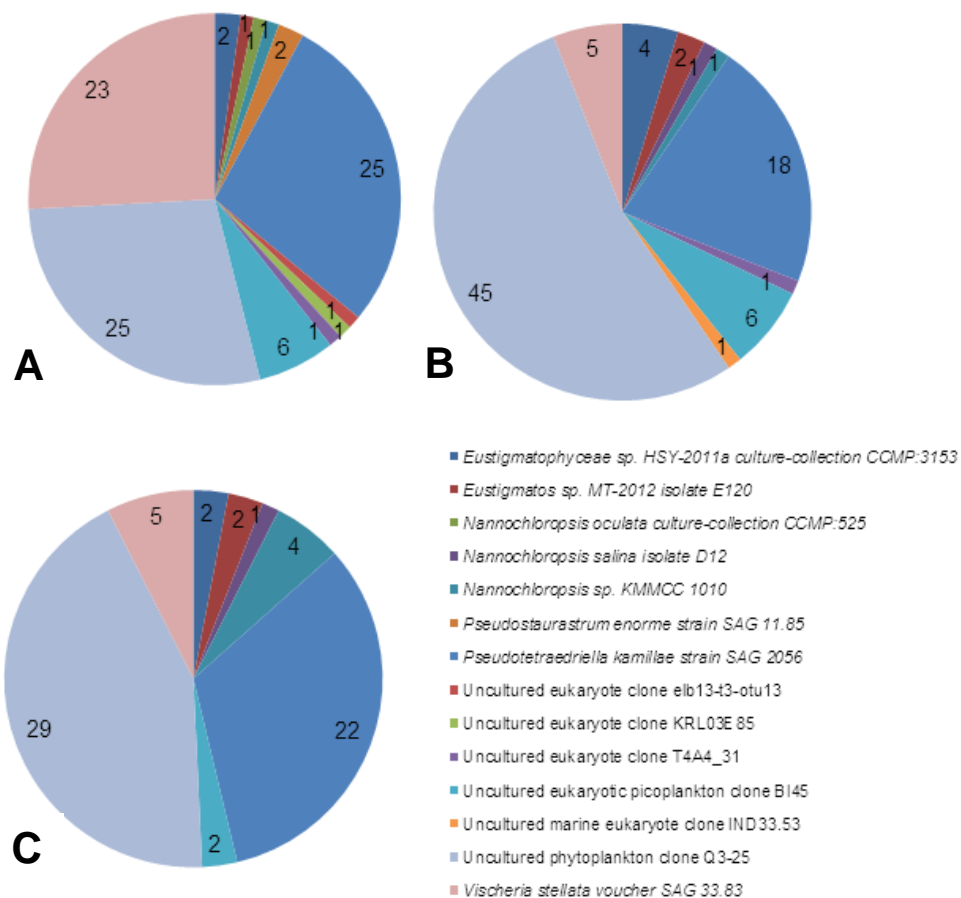 2 1 1 1 2 25 1 1 1 6 25 23
A
4 2 1 1 18 1 6 1 45 5
B
2 2 1 4 22 2 29 5
C
Eustigmatophyceae sp. HSY-2011a culture-collection CCMP:3153
Eustigmatos sp. MT-2012 isolate E120
Nannochloropsis oculata culture-collection CCMP:525
Nannochloropsis salina isolate D12
Nannochloropsis sp. KMMCC 1010
Pseudostaurastrum enorme strain SAG 11.85
Pseudotetraedriella kamillae strain SAG 2056
Uncultured eukaryote clone elb13-t3-otu13
Uncultured eukaryote clone KRL03E85
Uncultured eukaryote clone T4A4_31
Uncultured eukaryotic picoplankton clone BI45
Uncultured marine eukaryote clone IND33.53
Uncultured phytoplankton clone Q3-25
Vischeria stellata voucher SAG 33.83